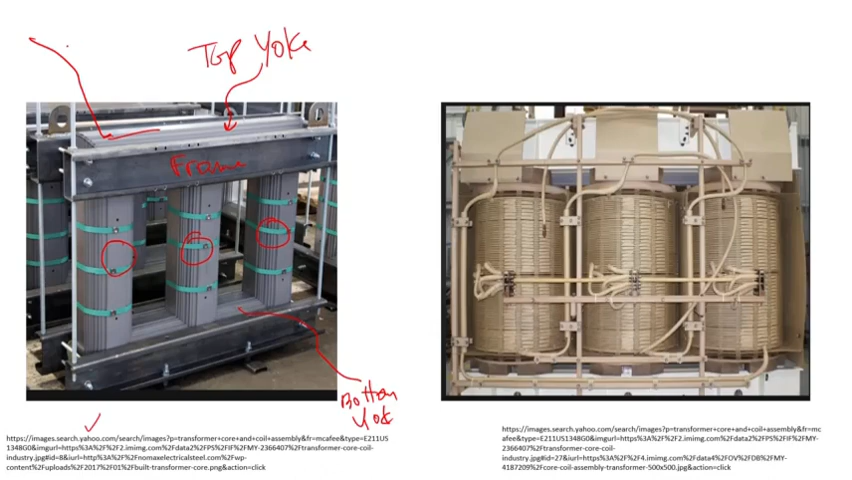 Top Yoke
Frame
Bottom
Yok
https://images.search.yahoo.com/search/images?p=transformer+core+and+coil+assembly&fr=mcafee&type=E211US
1348G0&imgurl=https%3A%2F%2F2.imimg.com%2Fdata2%2FPS%2FIF%2FMY-2366407%2Ftransformer-core-coil-
industry.jpg#id=8&iurl=http%3A%2F%2Fnomaxelectricalsteel.com%2Fwp-
content%2Fuploads%2F2017%2F01%2Fbuilt-transformer-core.png&action=click
https://images.search.yahoo.com/search/images?p=transformer+core+and+coil+assembly&fr=mc
afee&type=E211US1348G0&imgurl=https%3A%2F%2F2.imimg.com%2Fdata2%2FPS%2FIF%2FMY-
2366407%2Ftransformer-core-coil-
industry.jpg#id=27&iurl=https%3A%2F%2F4.imimg.com%2Fdata4%2FOV%2FDB%2FMY-
4187209%2Fcore-coil-assembly-transformer-500x500.jpg&action=click